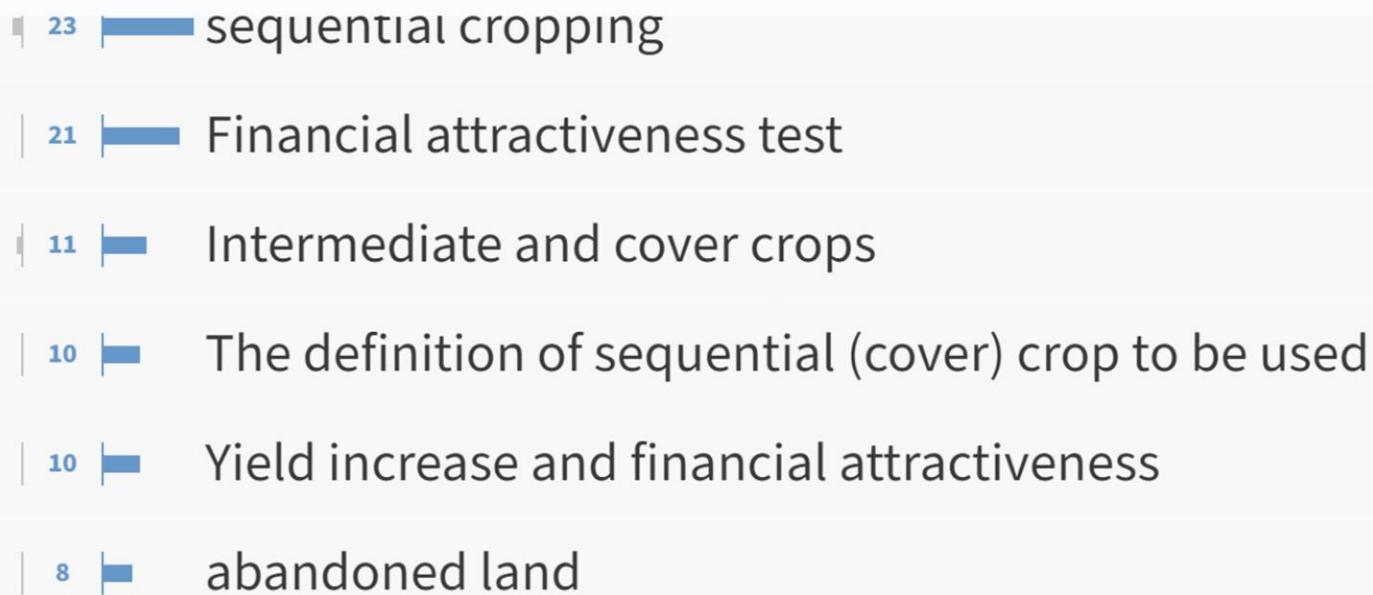 23 sequential cropping
21 Financial attractiveness test
11 Intermediate and cover crops
10 The definition of sequential (cover) crop to be used
10 Yield increase and financial attractiveness
8 abandoned land